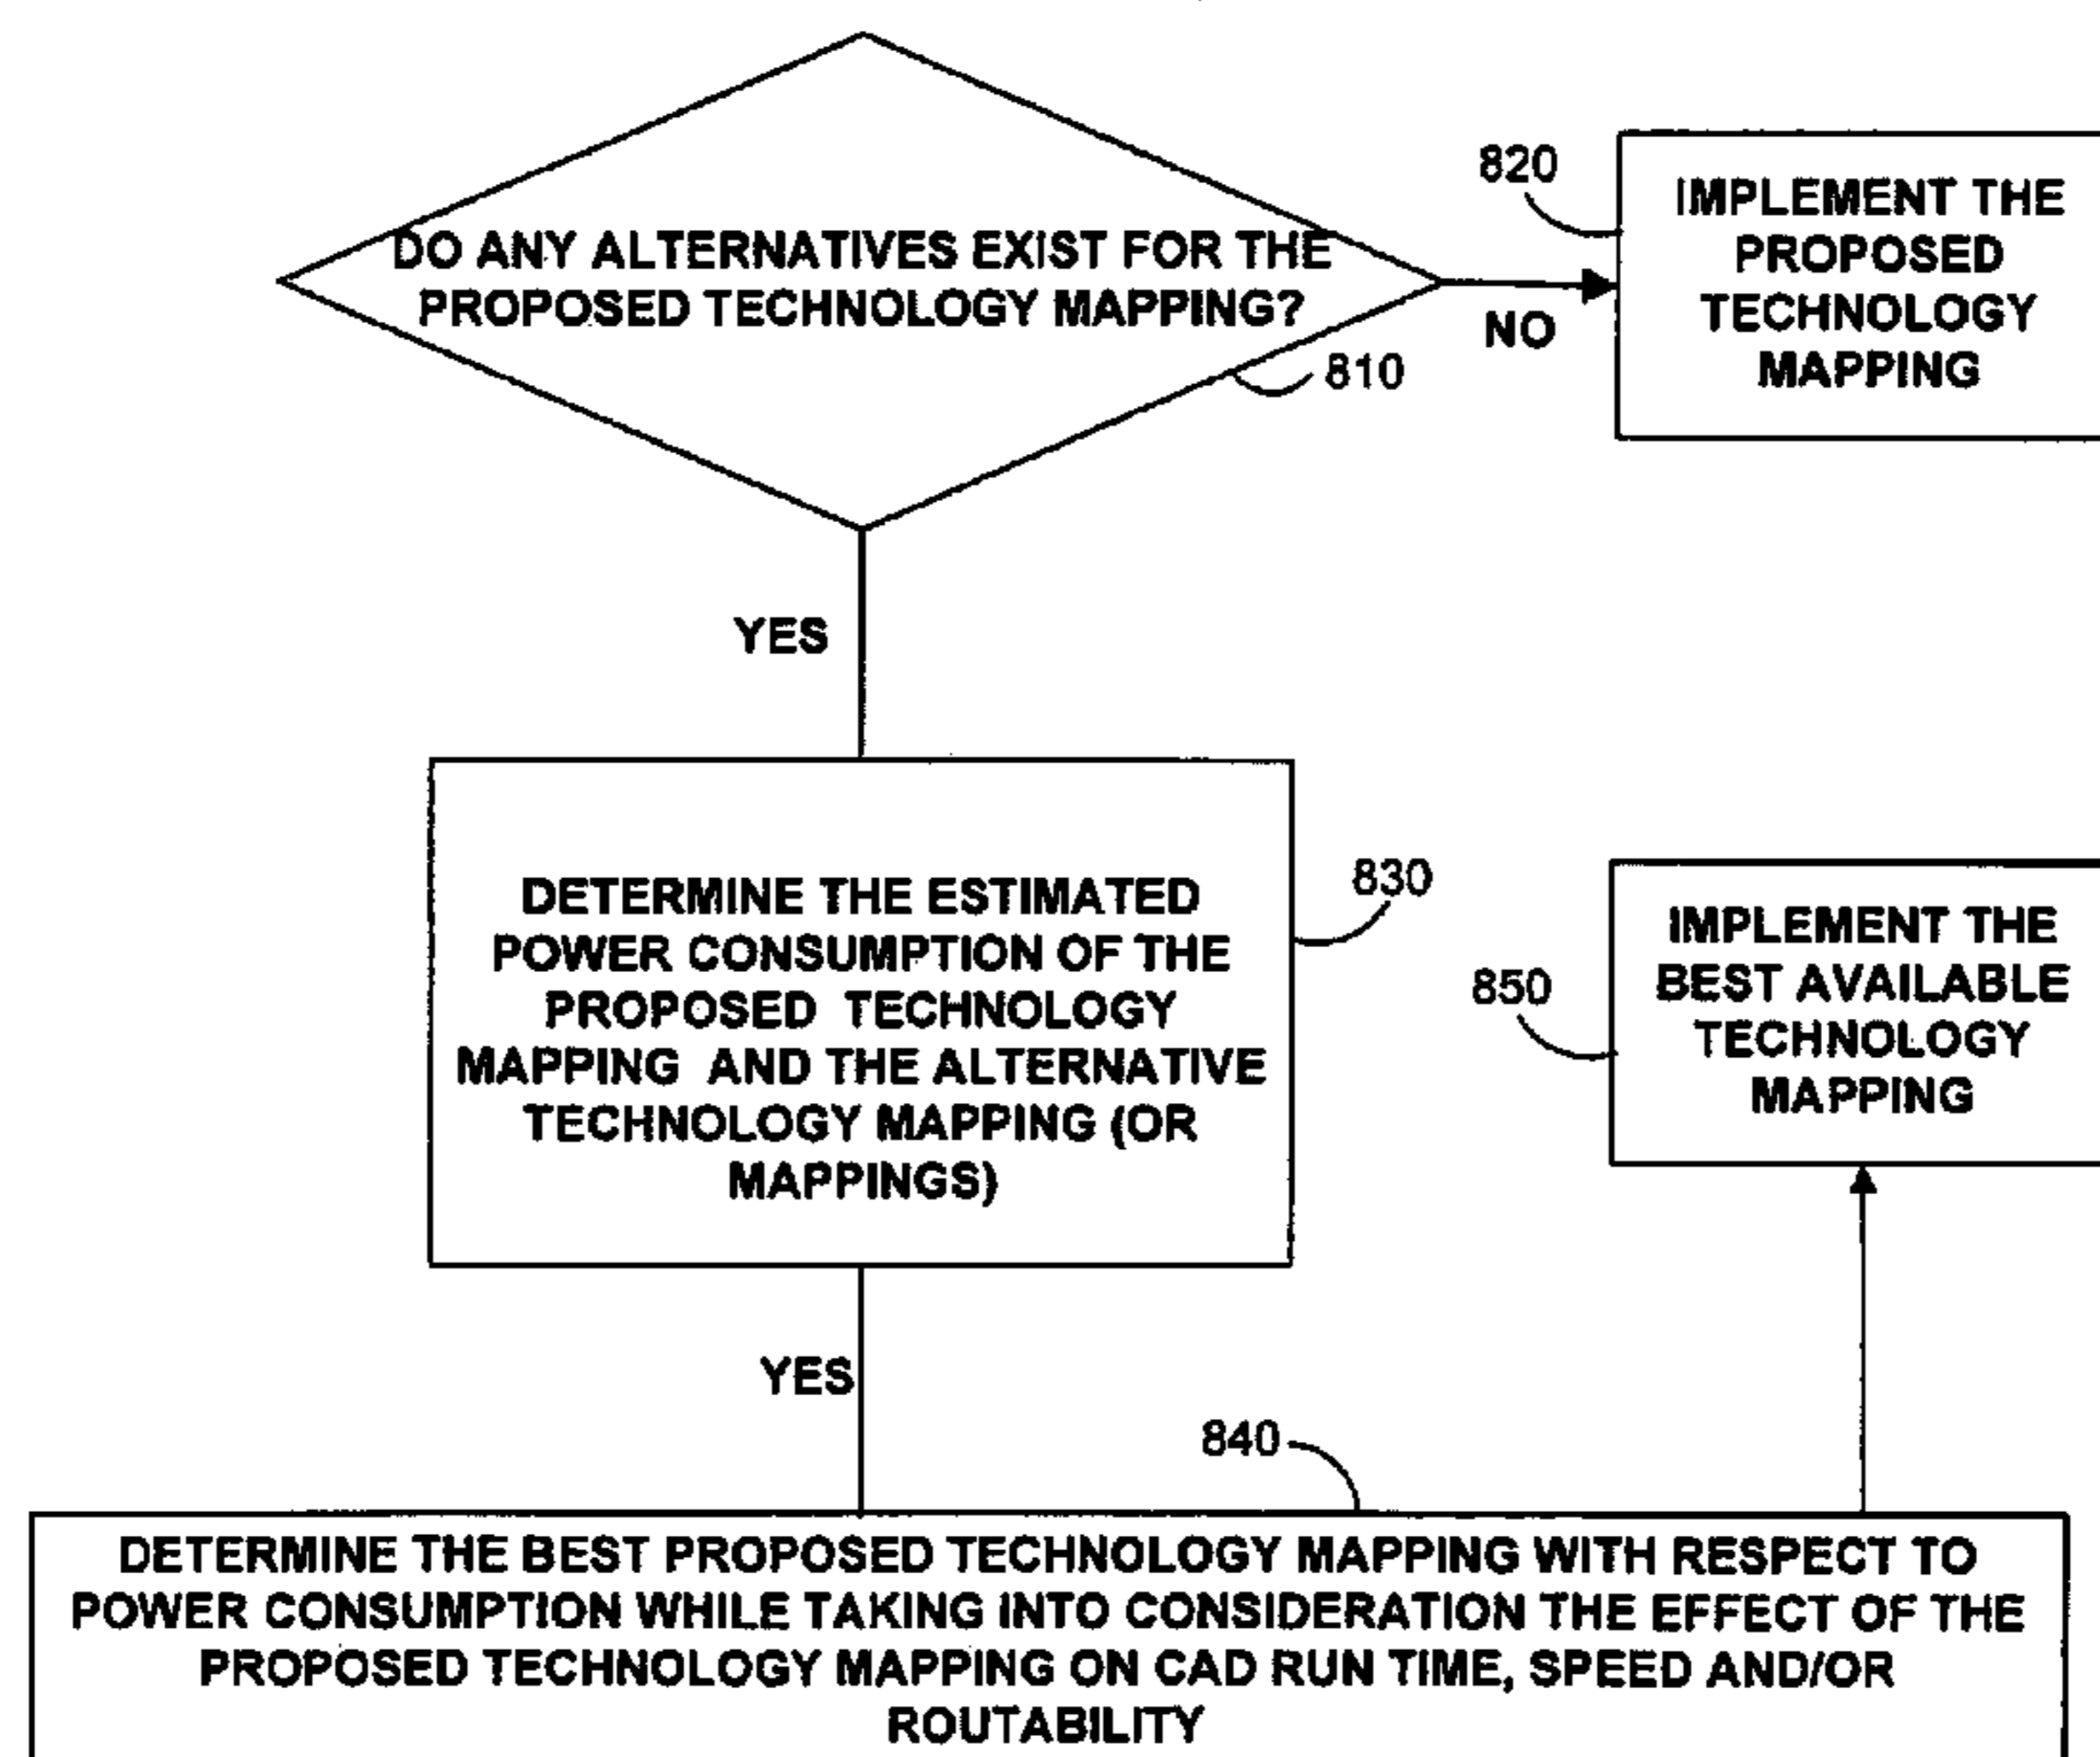 DO ANY ALTERNATIVES EXIST FOR THE
PROPOSED TECHNOLOGY MAPPING?
810
NO
820
IMPLEMENT THE
PROPOSED
TECHNOLOGY
MAPPING
YES
DETERMINE THE ESTIMATED
POWER CONSUMPTION OF THE
PROPOSED TECHNOLOGY
MAPPING AND THE ALTERNATIVE
TECHNOLOGY MAPPING (OR
MAPPINGS)
830
850
IMPLEMENT THE
BEST AVAILABLE
TECHNOLOGY
MAPPING
YES
840
DETERMINE THE BEST PROPOSED TECHNOLOGY MAPPING WITH RESPECT TO
POWER CONSUMPTION WHILE TAKING INTO CONSIDERATION THE EFFECT OF THE
PROPOSED TECHNOLOGY MAPPING ON CAD RUN TIME, SPEED AND/OR
ROUTABILITY